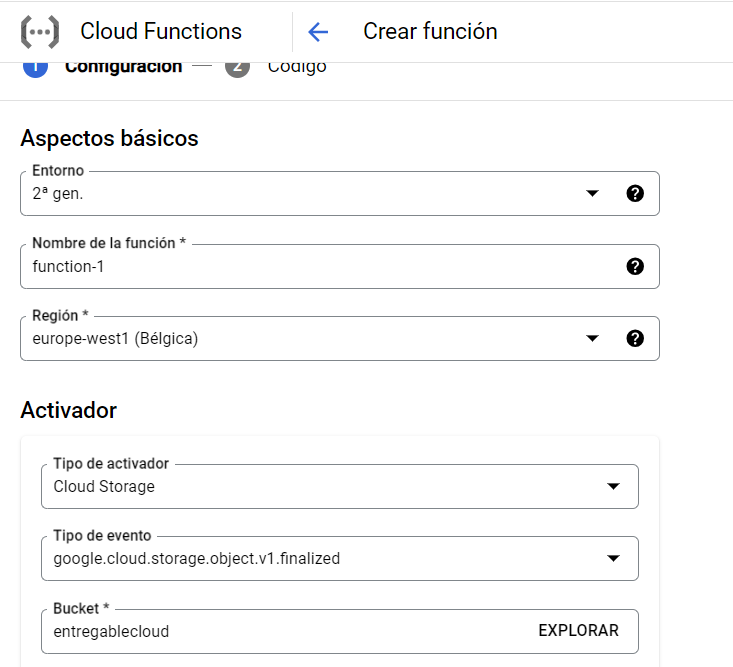 Cloud Functions
Crear función
1 Configuración — 2 Código
Aspectos básicos
Entorno
2ª gen.
Nombre de la función *
function-1
Región *
europe-west1 (Bélgica)
Activador
Tipo de activador
Cloud Storage
Tipo de evento
google.cloud.storage.object.v1.finalized
Bucket *
entregablecloud
EXPLORAR